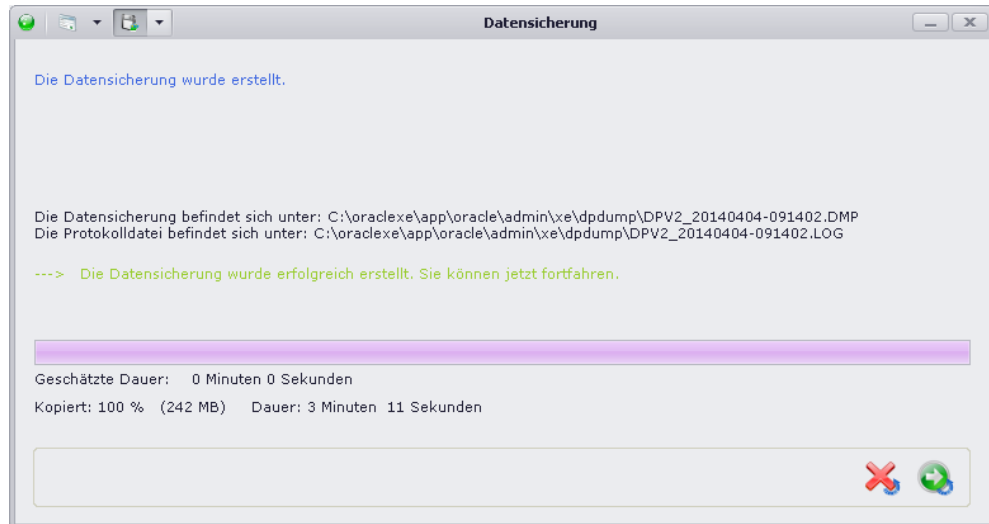 Datensicherung
Die Datensicherung wurde erstellt.
Die Datensicherung befindet sich unter: C:\oraclexe\app\oracle\admin\xe\dpdump\DPV2_20140404-091402.DMP
Die Protokolldatei befindet sich unter: C:\oraclexe\app\oracle\admin\xe\dpdump\DPV2_20140404-091402.LOG
---> Die Datensicherung wurde erfolgreich erstellt. Sie können jetzt fortfahren.
Geschätzte Dauer: 0 Minuten 0 Sekunden
Kopiert: 100 % (242 MB) Dauer: 3 Minuten 11 Sekunden